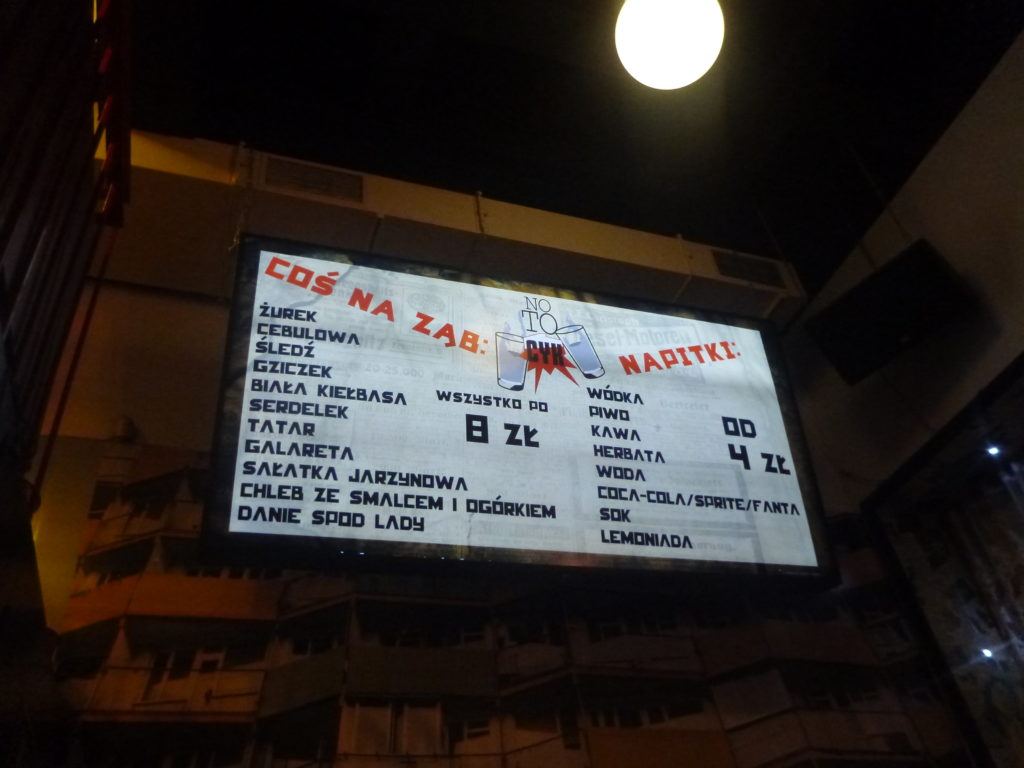 COŚ NA ZĄB:
ŻUREK
CEBULOWA
ŚLEDŹ
GZICZEK
BIAŁA KIEŁBASA
SERDELEK
TATAR
GALARETA
SAŁATKA JARZYNOWA
CHLEB ZE SMALCEM I OGÓRKIEM
DANIE SPOD LADY
WSZYSTKO PO
8 ZŁ
NO
TO
CYK
NAPITKI:
WÓDKA
PIWO
KAWA
HERBATA
WODA
COCA-COLA/SPRITE/FANTA
SOK
LEMONIADA
OD
4 ZŁ